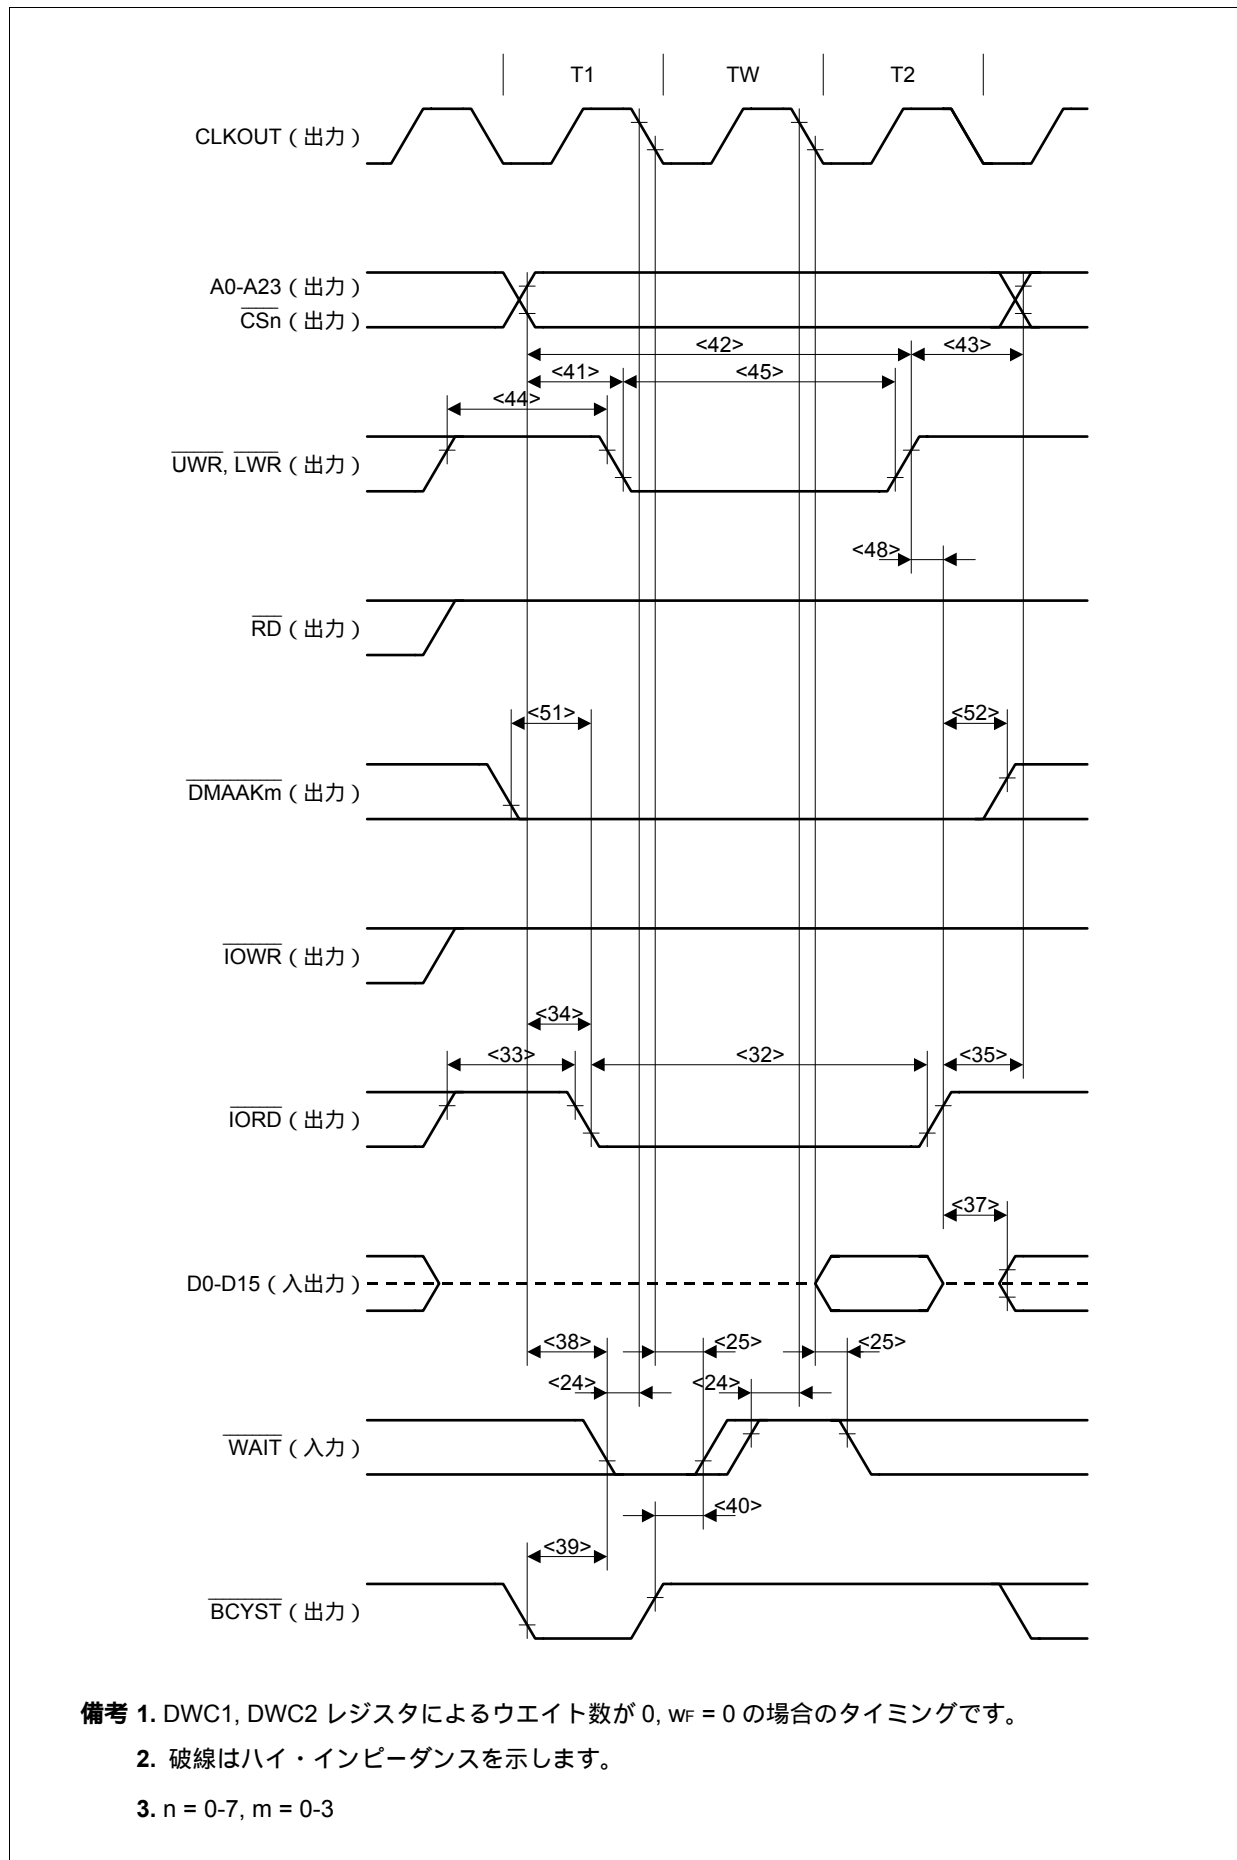 T1 TW T2
CLKOUT（出力）
A0-A23（出力）
CSn（出力）
<42> <43>
<41> <45>
<44>
UWR, LWR（出力）
<48>
RD（出力）
<51> <52>
DMAAKm（出力）
IOWR（出力）
<34>
<33> <32> <35>
IORD（出力）
<37>
D0-D15（入出力）
<38> <25> <25>
<24> <24>
WAIT（入力）
<40>
<39>
BCYST（出力）
備考 1. DWC1, DWC2 レジスタによるウエイト数が 0, wF = 0 の場合のタイミングです。
2. 破線はハイ・インピーダンスを示します。
3. n = 0-7, m = 0-3